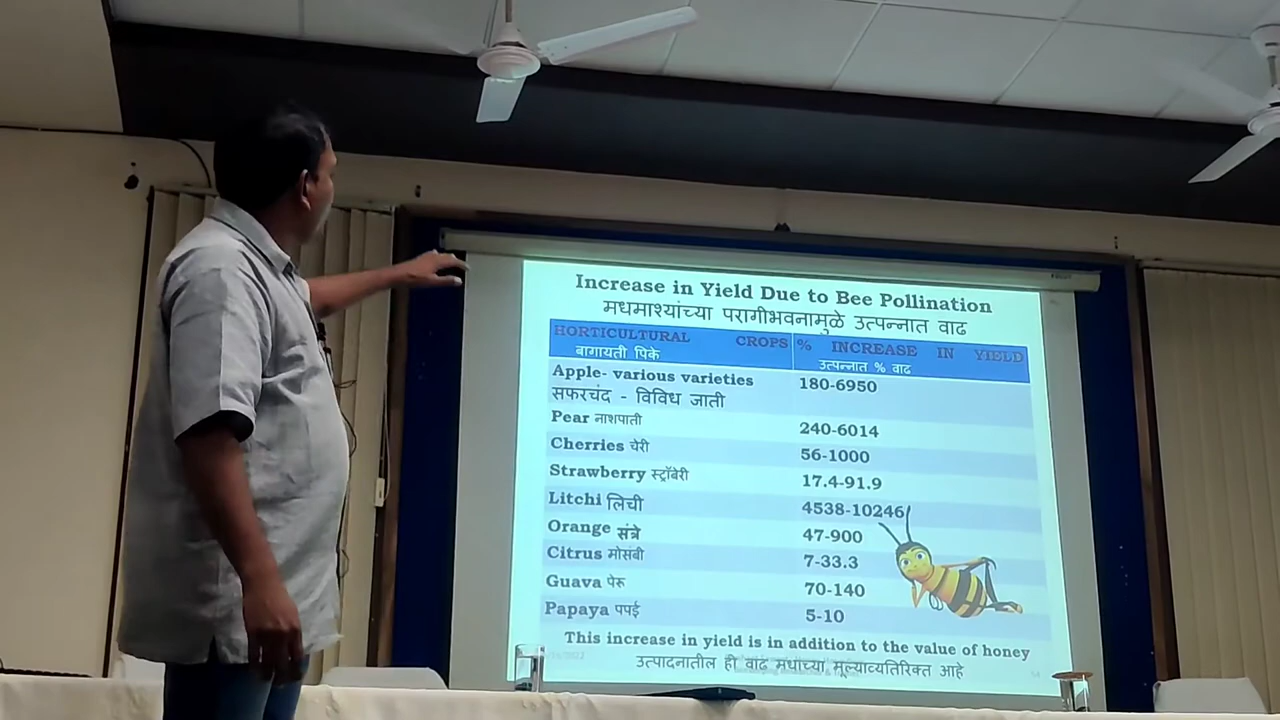 Increase in Yield Due to Bee Pollination
मधमाश्यांच्या परागीभवनामुळे उत्पन्नात वाढ
HORTICULTURAL CROPS % INCREASE IN YIELD
बागायती पिके उत्पन्नात % वाढ
Apple- various varieties 180-6950
सफरचंद - विविध जाती
Pear नाशपाती 240-6014
Cherries चेरी 56-1000
Strawberry स्ट्रॉबेरी 17.4-91.9
Litchi लिची 4538-10246
Orange संत्रे 47-900
Citrus मोसंबी 7-33.3
Guava पेरू 70-140
Papaya पपई 5-10
This increase in yield is in addition to the value of honey
उत्पादनातील ही वाढ मधाच्या मूल्याव्यतिरिक्त आहे